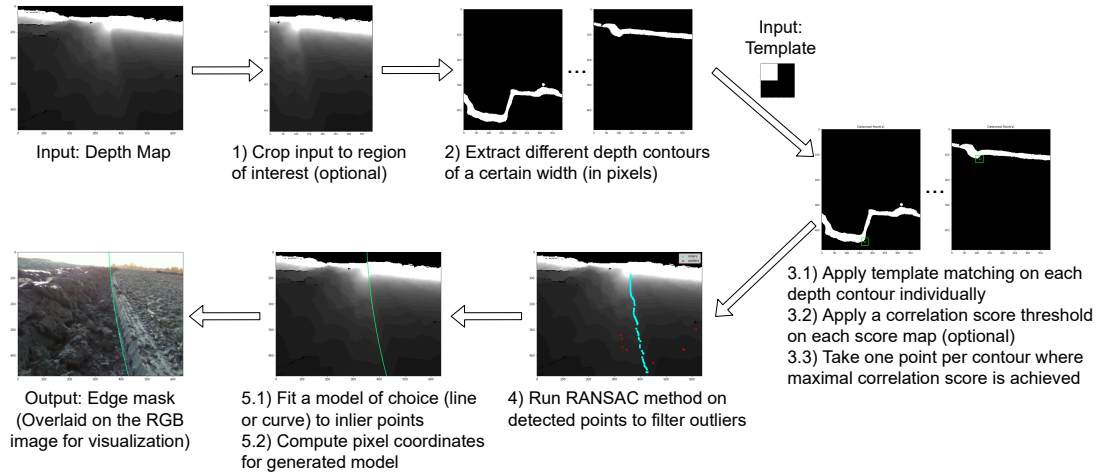 Input: Depth Map
1) Crop input to region
of interest (optional)
2) Extract different depth contours
of a certain width (in pixels)
...
Input:
Template
...
3.1) Apply template matching on each
depth contour individually
3.2) Apply a correlation score threshold
on each score map (optional)
3.3) Take one point per contour where
maximal correlation score is achieved
4) Run RANSAC method on
detected points to filter outliers
5.1) Fit a model of choice (line
or curve) to inlier points
5.2) Compute pixel coordinates
for generated model
Output: Edge mask
(Overlaid on the RGB
image for visualization)